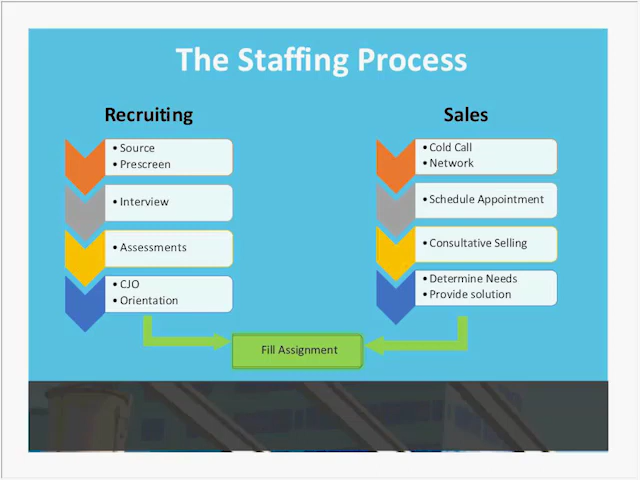 The Staffing Process
Recruiting
• Source
• Prescreen
• Interview
• Assessments
• CJO
• Orientation
Sales
• Cold Call
• Network
• Schedule Appointment
• Consultative Selling
• Determine Needs
• Provide solution
Fill Assignment